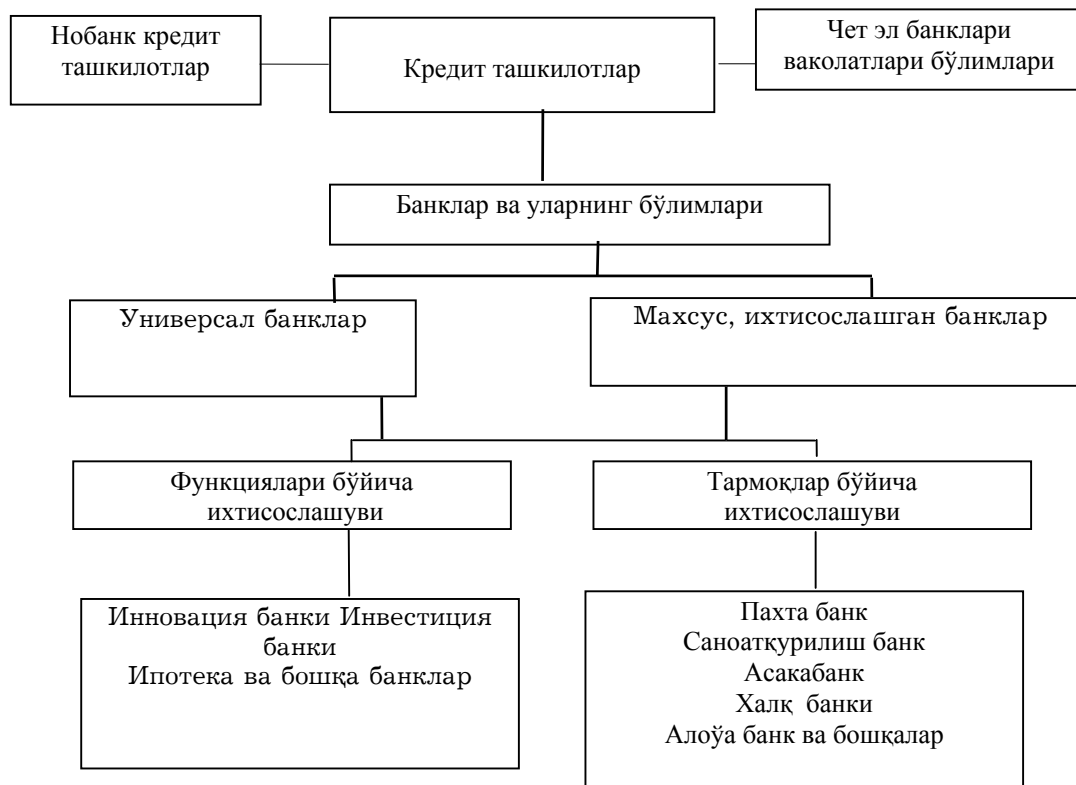 Нобанк кредит
ташкилотлар
Кредит ташкилотлар
Чет эл банклари
ваколатлари бўлимлари
Банклар ва уларнинг бўлимлари
Универсал банклар
Махсус, ихтисослашган банклар
Функциялари бўйича
ихтисослашуви
Тармоқлар бўйича
ихтисослашуви
Инновация банки Инвестиция
банки
Ипотека ва бошқа банклар
Пахта банк
Саноатқурилиш банк
Асакабанк
Халқ банки
Алоўа банк ва бошқалар